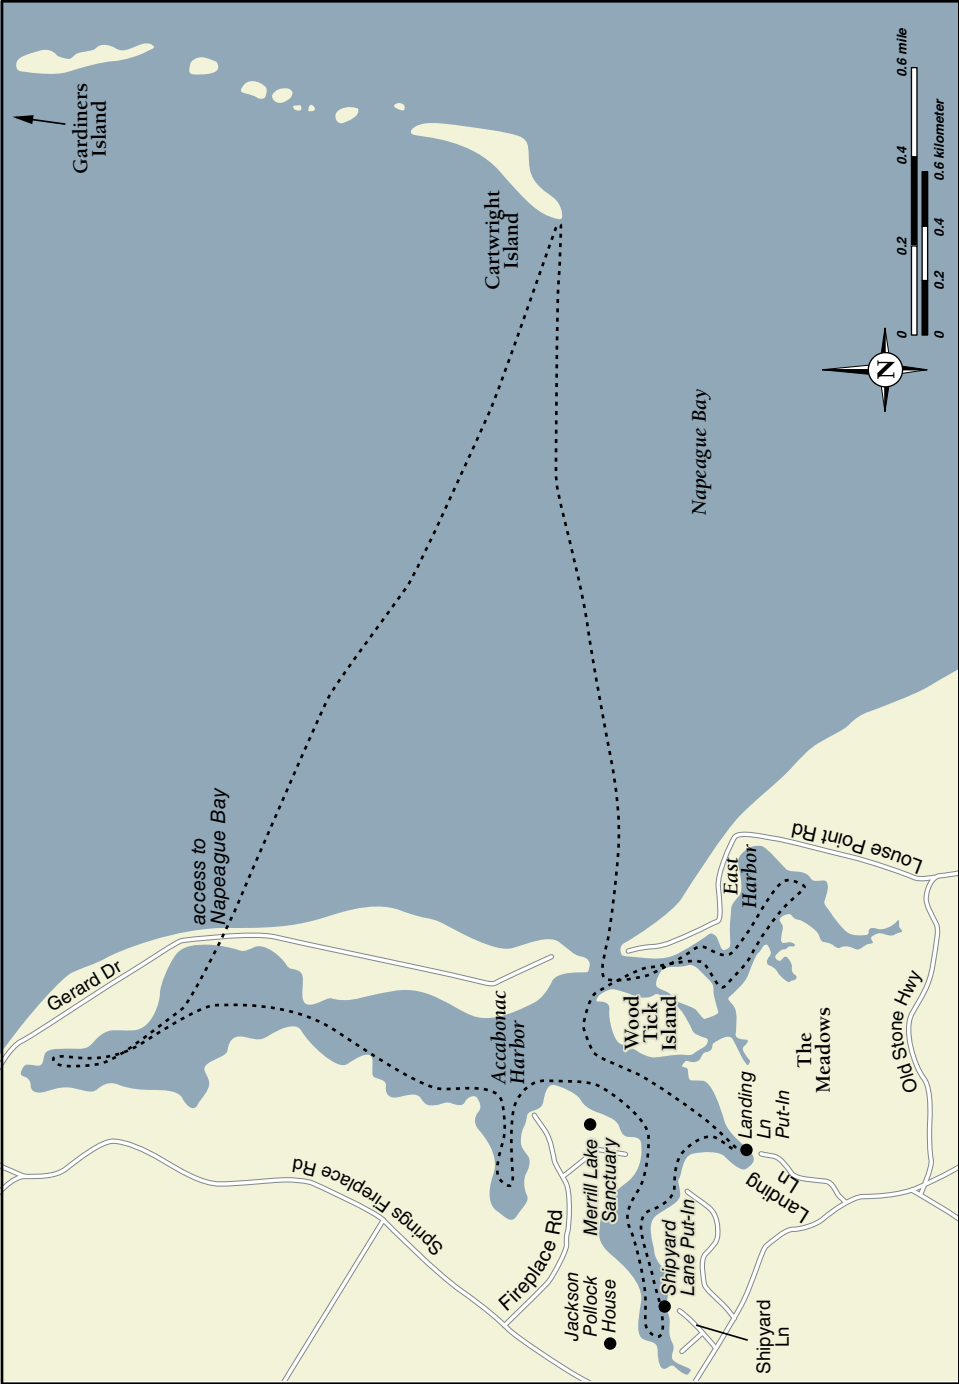 Gardiners
Island
Cartwright
Island
0
0.2
0.4
0.6 mile
0
0.2
0.4
0.6 kilometer
N
Napeague Bay
access to
Napeague Bay
Gerard Dr
Louse Point Rd
East
Harbor
Accabonac
Harbor
Wood
Tick
Island
The
Meadows
Old Stone Hwy
Landing
Ln
Put-In
Landing
Ln
Merrill Lake
Sanctuary
Springs Fireplace Rd
Fireplace Rd
Shipyard
Lane Put-In
Jackson
Pollock
House
Shipyard
Ln